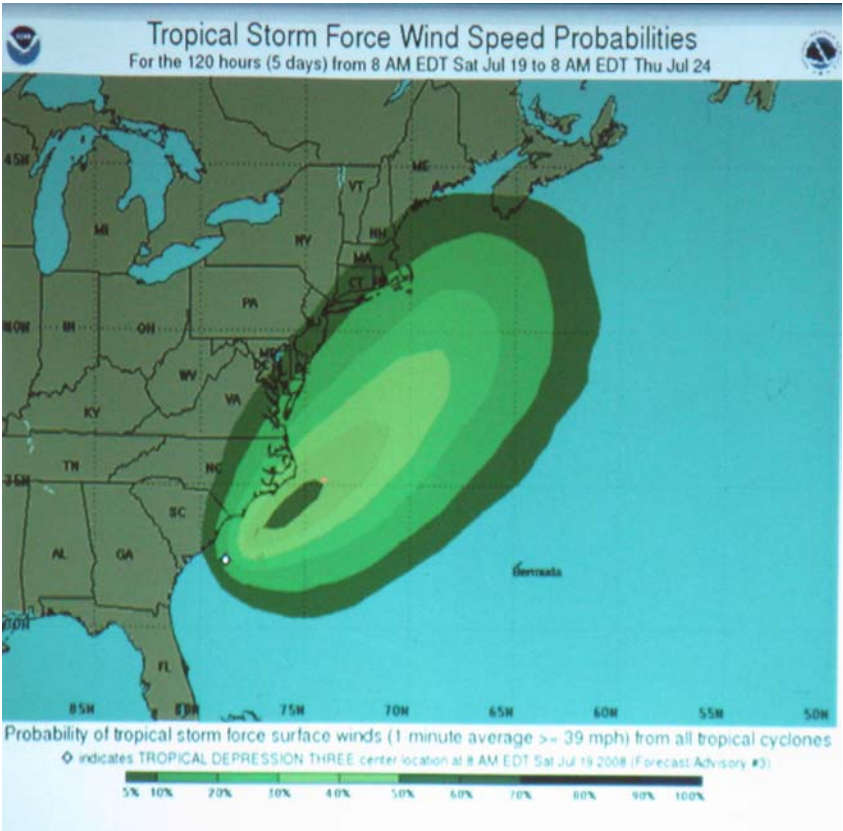 Tropical Storm Force Wind Speed Probabilities
For the 120 hours (5 days) from 8 AM EDT Sat Jul 19 to 8 AM EDT Thu Jul 24
45N
ME
VT
MI
NY
NH
MA
CT
PA
40N
IN
OH
WV
VA
KY
TN
NC
35N
SC
AL
GA
Bermuda
30N
FL
85W 80W 75W 70W 65W 60W 55W 50W
Probability of tropical storm force surface winds (1 minute average >= 39 mph) from all tropical cyclones
indicates TROPICAL DEPRESSION THREE center location at 8 AM EDT Sat Jul 19 2008 (Forecast Advisory #3)
5% 10% 20% 30% 40% 50% 60% 70% 80% 90% 100%